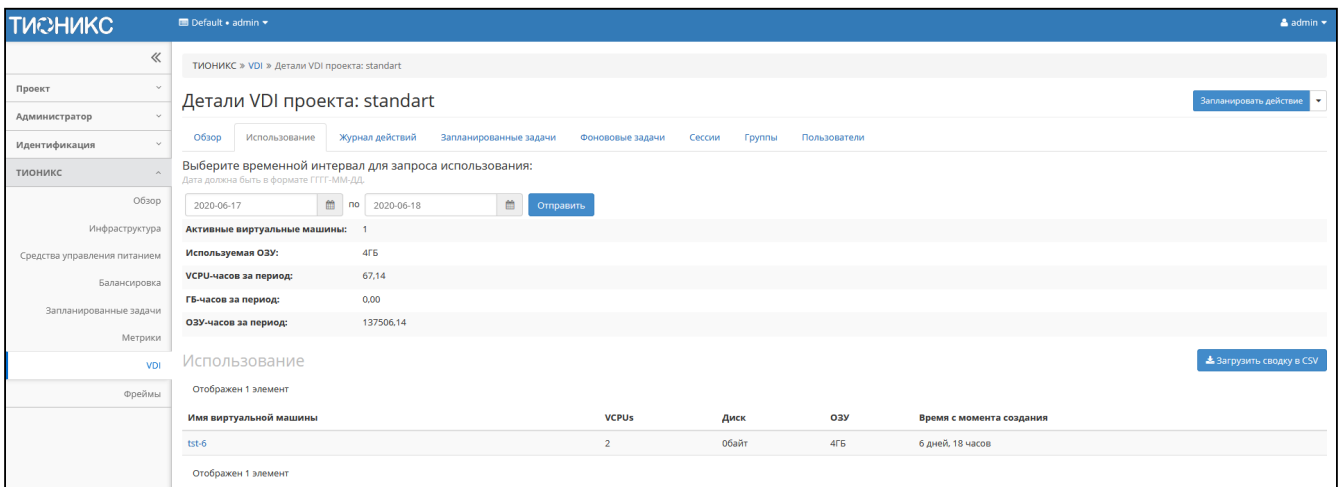 ТИОНИКС
Default • admin
admin
ТИОНИКС » VDI » Детали VDI проекта: standart
Проект
Администратор
Идентификация
ТИОНИКС
Обзор
Инфраструктура
Средства управления питанием
Балансировка
Запланированные задачи
Метрики
VDI
Фреймы
Детали VDI проекта: standart
Запланировать действие
Обзор Использование Журнал действий Запланированные задачи Фонововые задачи Сессии Группы Пользователи
Выберите временной интервал для запроса использования:
Дата должна быть в формате ГГГГ-ММ-ДД.
2020-06-17 по 2020-06-18 Отправить
Активные виртуальные машины: 1
Используемая ОЗУ: 4ГБ
VCPU-часов за период: 67,14
ГБ-часов за период: 0,00
ОЗУ-часов за период: 137506,14
Использование
Загрузить сводку в CSV
Отображен 1 элемент
Имя виртуальной машины VCPUs Диск ОЗУ Время с момента создания
tst-6 2 0байт 4ГБ 6 дней, 18 часов
Отображен 1 элемент